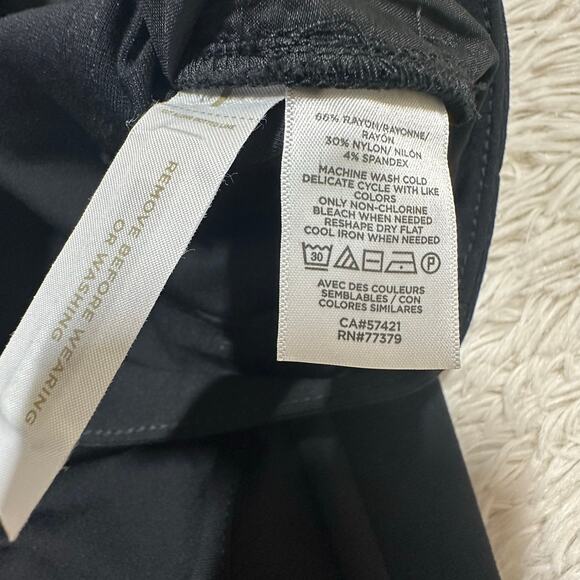 66% RAYON/RAYONNE/
RAYÓN
30% NYLON/ NILÓN
4% SPANDEX
MACHINE WASH COLD
DELICATE CYCLE WITH LIKE
COLORS
ONLY NON-CHLORINE
BLEACH WHEN NEEDED
RESHAPE DRY FLAT
COOL IRON WHEN NEEDED
30 P
AVEC DES COULEURS
SEMBLABLES / CON
COLORES SIMILARES
CA#57421
RN#77379
REMOVE BEFORE WEARING
OR WASHING